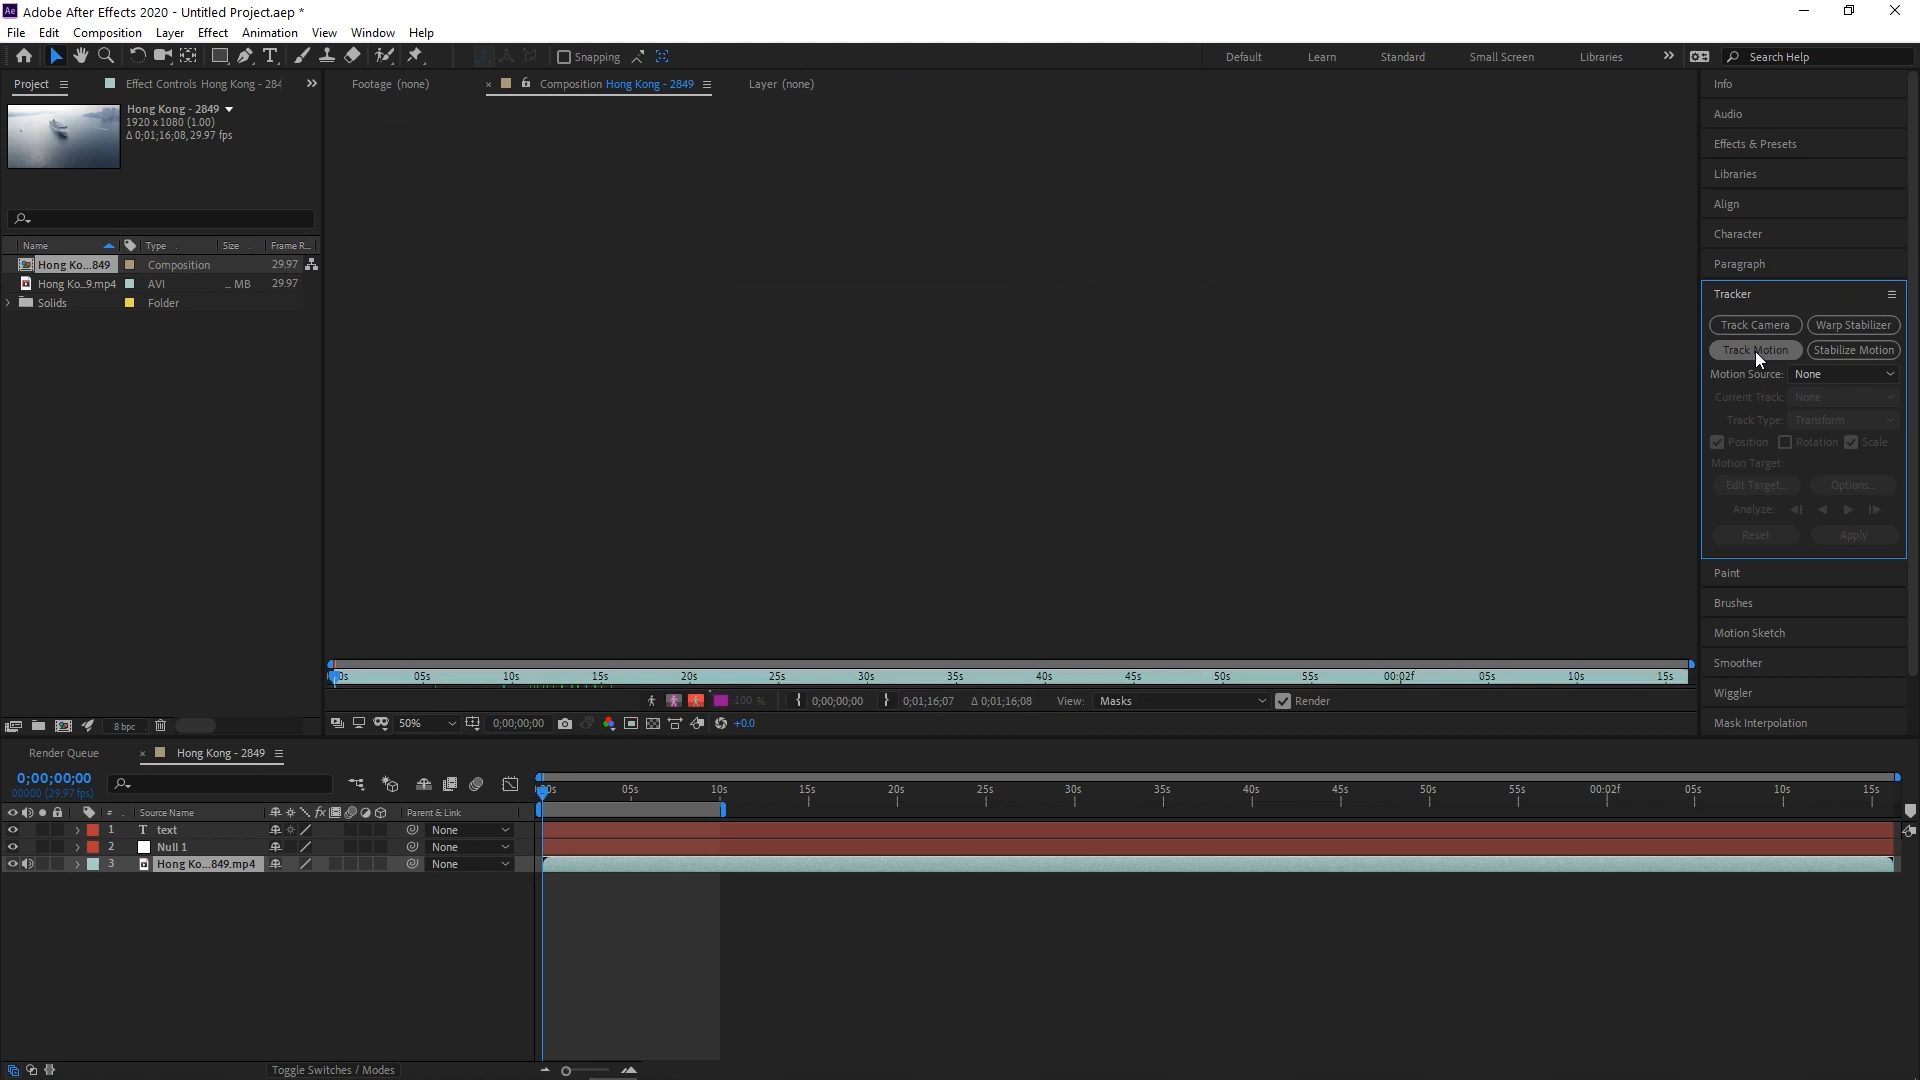 Ae Adobe After Effects 2020 - Untitled Project.aep *
File Edit Composition Layer Effect Animation View Window Help
Snapping Default Learn Standard Small Screen Libraries Search Help
Project Effect Controls Hong Kong - 284
Footage (none) Composition Hong Kong - 2849 Layer (none)
Hong Kong - 2849
1920 x 1080 (1.00)
Δ 0;01;16;08, 29.97 fps
Name Type Size Frame R...
Hong Ko...849 Composition 29.97
Hong Ko...9.mp4 AVI ... MB 29.97
Solids Folder
8 bpc
05s 10s 15s 20s 25s 30s 35s 40s 45s 50s 55s 00:02f 05s 10s 15s
100 % 0;00;00;00 0;01;16;07 Δ 0;01;16;08 View: Masks Render
50% 0;00;00;00 +0.0
Info
Audio
Effects & Presets
Libraries
Align
Character
Paragraph
Tracker
Track Camera Warp Stabilizer
Track Motion Stabilize Motion
Motion Source: None
Current Track: None
Track Type: Transform
Position Rotation Scale
Motion Target:
Edit Target... Options...
Analyze:
Reset Apply
Paint
Brushes
Motion Sketch
Smoother
Wiggler
Mask Interpolation
Render Queue Hong Kong - 2849
0;00;00;00
00000 (29.97 fps)
05s 10s 15s 20s 25s 30s 35s 40s 45s 50s 55s 00:02f 05s 10s 15s
# Source Name fx Parent & Link
1 T text None
2 Null 1 None
3 Hong Ko...849.mp4 None
Toggle Switches / Modes